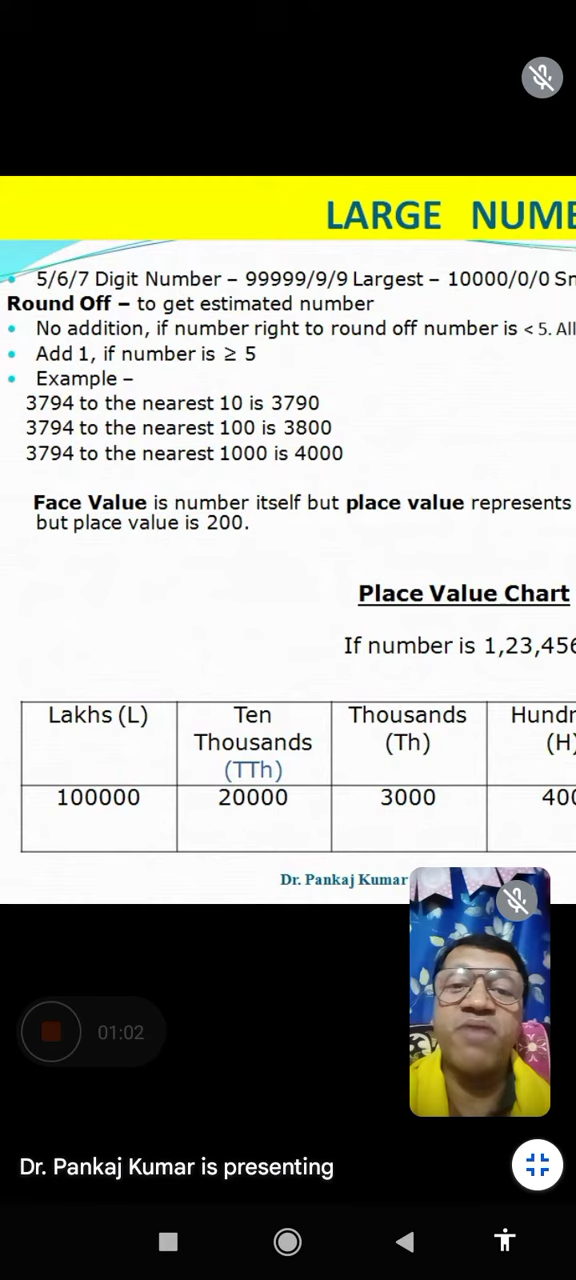 LARGE NUMB
5/6/7 Digit Number – 99999/9/9 Largest – 10000/0/0 Sm
Round Off – to get estimated number
No addition, if number right to round off number is < 5. All
Add 1, if number is ≥ 5
Example –
3794 to the nearest 10 is 3790
3794 to the nearest 100 is 3800
3794 to the nearest 1000 is 4000
Face Value is number itself but place value represents
but place value is 200.
Place Value Chart
If number is 1,23,456
Lakhs (L) Ten Thousands Hundr
Thousands (Th) (H)
(TTh)
100000 20000 3000 400
Dr. Pankaj Kumar
01:02
Dr. Pankaj Kumar is presenting